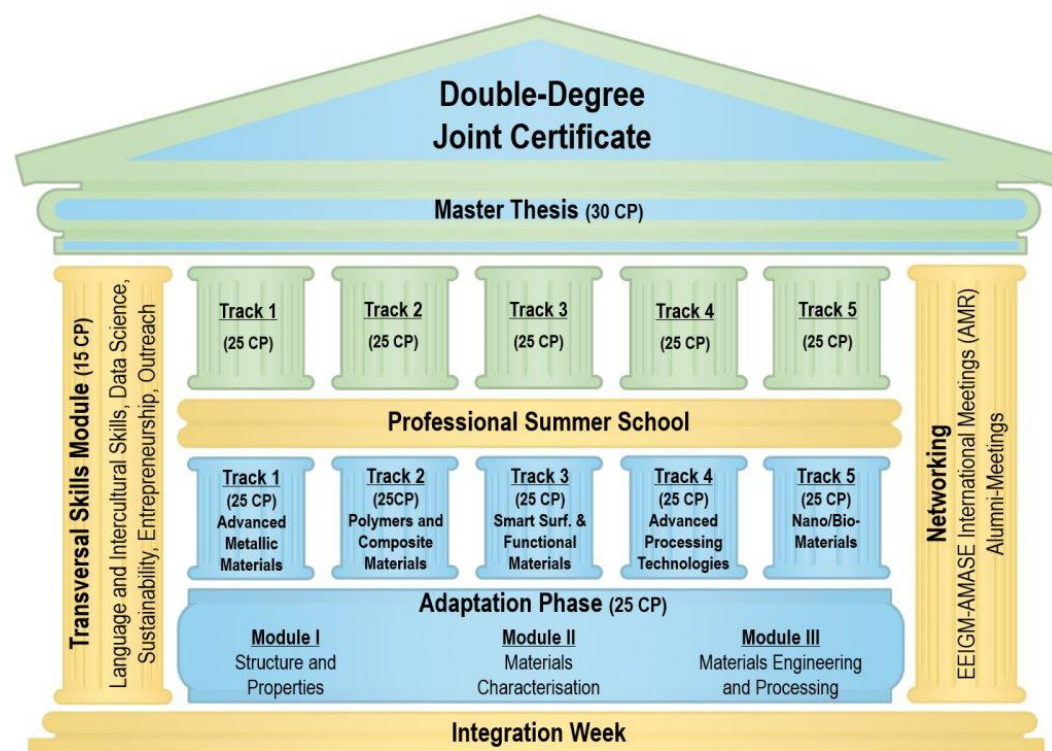 Double-Degree
Joint Certificate
Master Thesis (30 CP)
Transversal Skills Module (15 CP)
Language and Intercultural Skills, Data Science,
Sustainability, Entrepreneurship, Outreach
Track 1
(25 CP)
Track 2
(25 CP)
Track 3
(25 CP)
Track 4
(25 CP)
Track 5
(25 CP)
Professional Summer School
Track 1
(25 CP)
Advanced
Metallic
Materials
Track 2
(25CP)
Polymers and
Composite
Materials
Track 3
(25 CP)
Smart Surf. &
Functional
Materials
Track 4
(25 CP)
Advanced
Processing
Technologies
Track 5
(25 CP)
Nano/Bio-
Materials
Adaptation Phase (25 CP)
Module I
Structure and
Properties
Module II
Materials
Characterisation
Module III
Materials Engineering
and Processing
Networking
EEIGM-AMASE International Meetings (AMR)
Alumni-Meetings
Integration Week